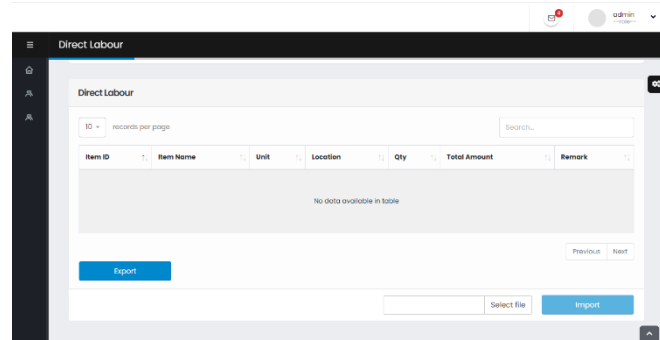 4
admin
--role--
Direct Labour
Direct Labour
10 records per page Search...
Item ID Item Name Unit Location Qty Total Amount Remark
No data available in table
Previous Next
Export
Select file Import